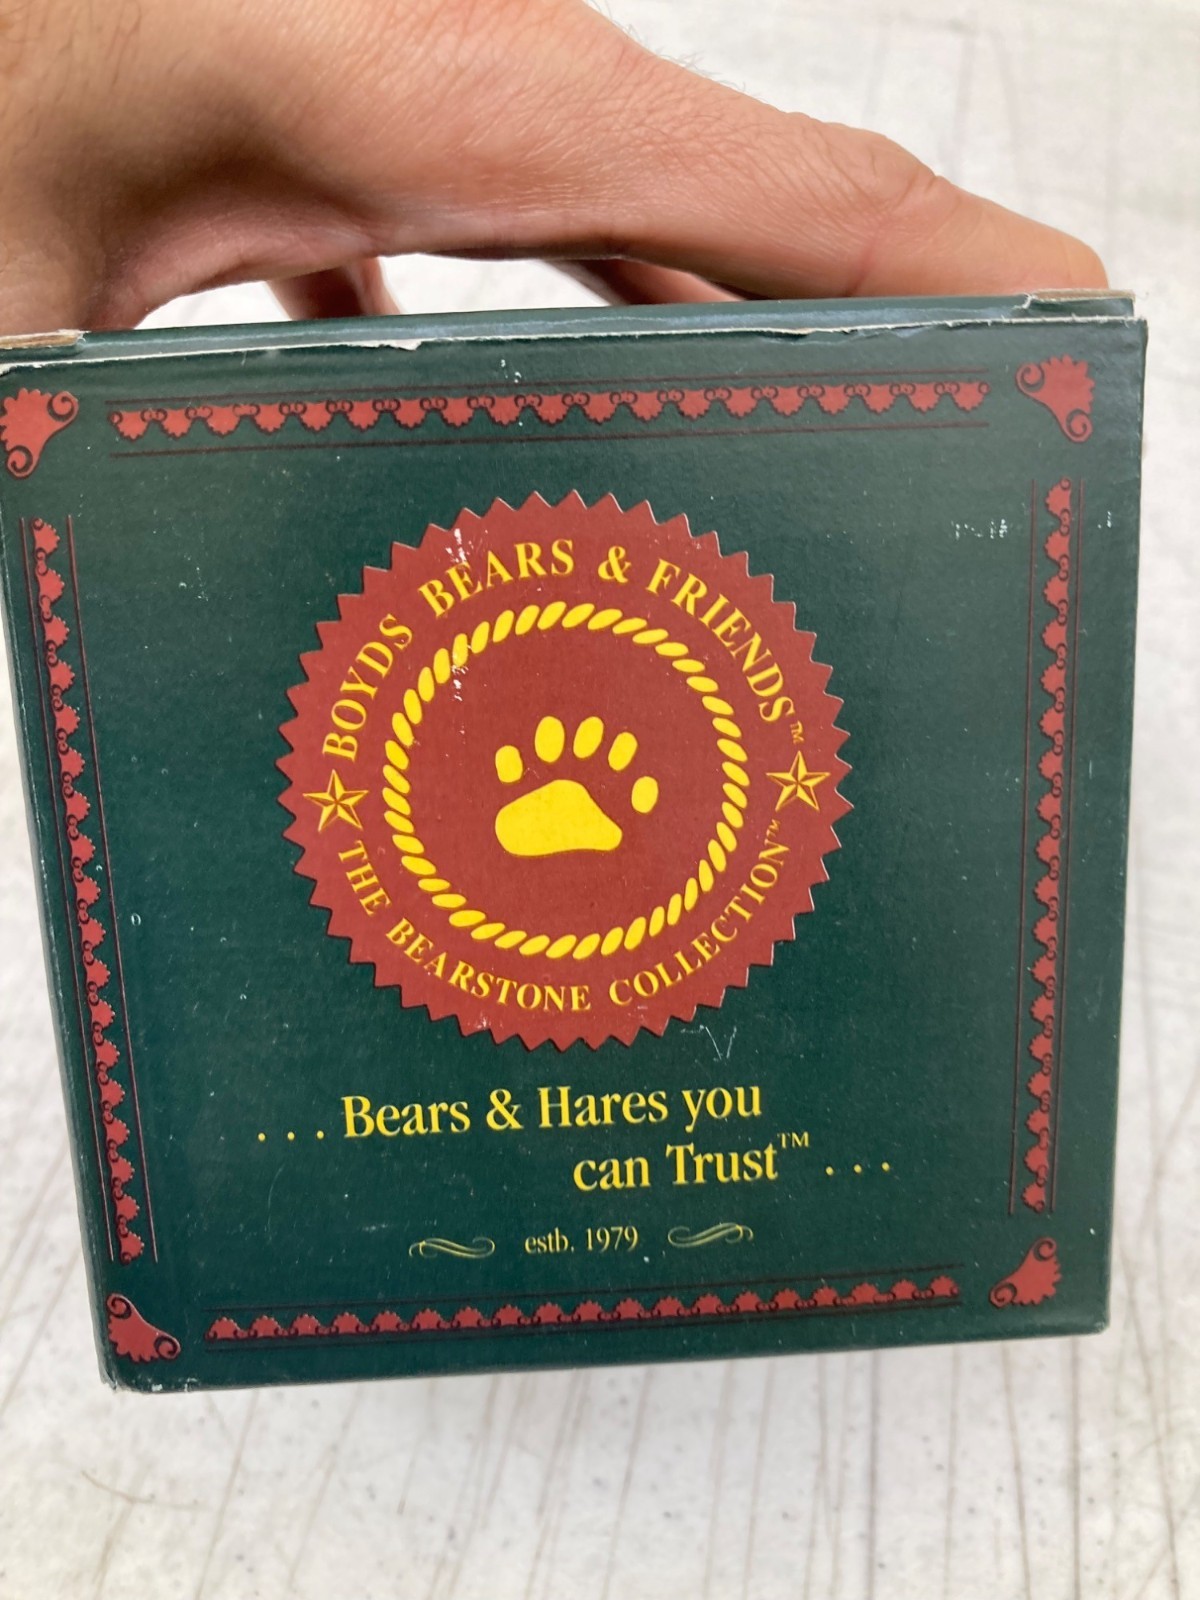 BOYDS BEARS & FRIENDS™
THE BEARSTONE COLLECTION™
. . . Bears & Hares you
can Trust™ . . .
estb. 1979